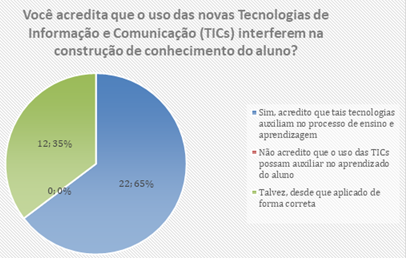 Você acredita que o uso das novas Tecnologias de
Informação e Comunicação (TICs) interferem na
construção de conhecimento do aluno?
12; 35%
0; 0%
22; 65%
Sim, acredito que tais tecnologias
auxiliam no processo de ensino e
aprendizagem
Não acredito que o uso das TICs
possam auxiliar no aprendizado
do aluno
Talvez, desde que aplicado de
forma correta